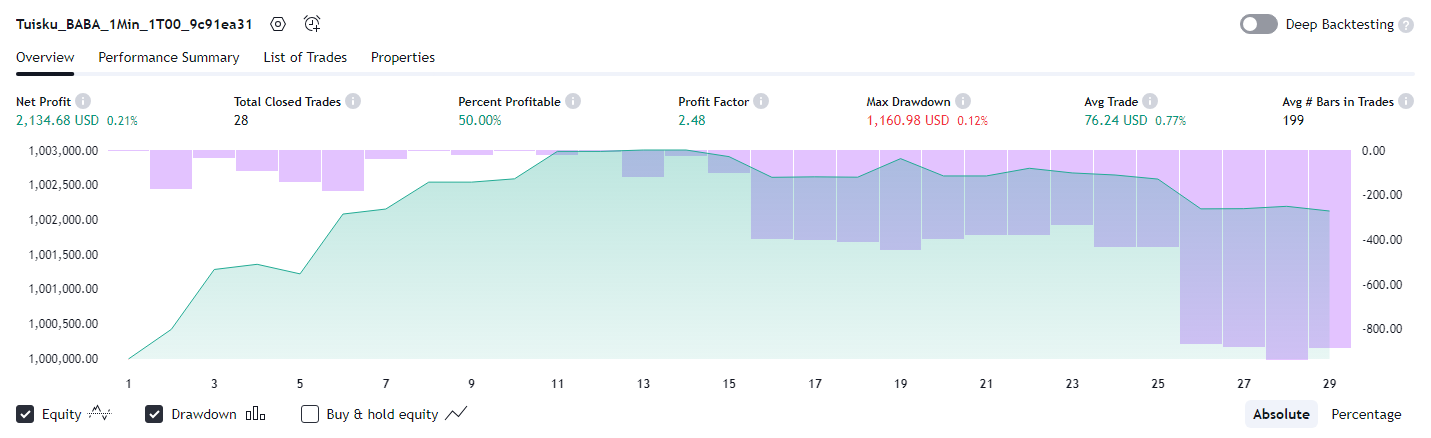 Tuisku_BABA_1Min_1T00_9c91ea31 Deep Backtesting ?
Overview Performance Summary List of Trades Properties
Net Profit i Total Closed Trades i Percent Profitable i Profit Factor i Max Drawdown i Avg Trade i Avg # Bars in Trades i
2,134.68 USD 0.21% 28 50.00% 2.48 1,160.98 USD 0.12% 76.24 USD 0.77% 199
1,003,000.00 0.00
1,002,500.00 -200.00
1,002,000.00
1,001,500.00 -400.00
1,001,000.00 -600.00
1,000,500.00 -800.00
1,000,000.00
1 3 5 7 9 11 13 15 17 19 21 23 25 27 29
Equity Drawdown Buy & hold equity Absolute Percentage